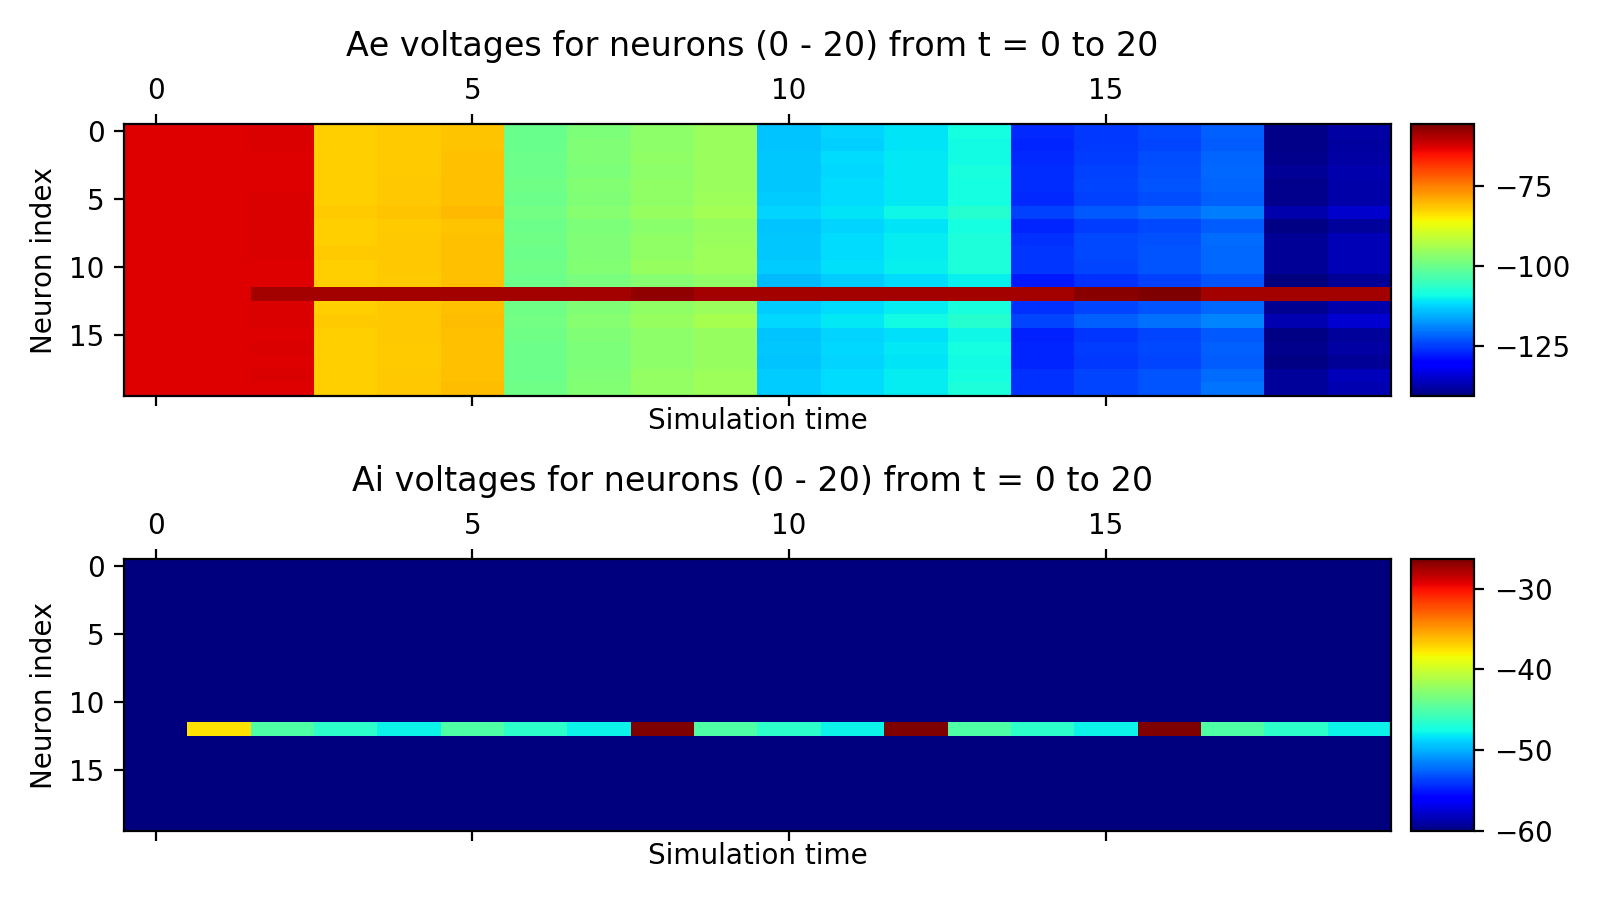 Ae voltages for neurons (0 - 20) from t = 0 to 20
0 5 10 15
Neuron index
0
5
10
15
Simulation time
−75
−100
−125
Ai voltages for neurons (0 - 20) from t = 0 to 20
0 5 10 15
Neuron index
0
5
10
15
Simulation time
−30
−40
−50
−60